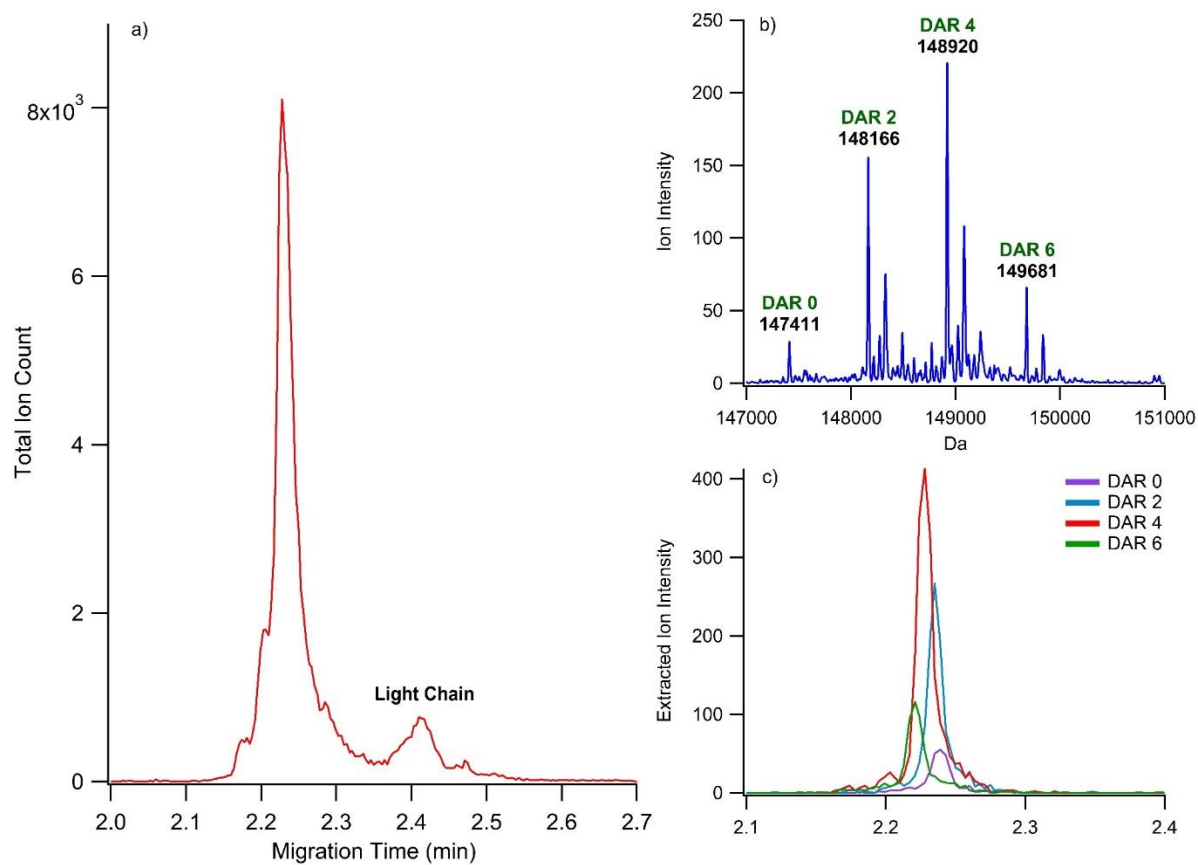 a)
Total Ion Count
8x10³
6
4
2
0
Light Chain
2.0 2.1 2.2 2.3 2.4 2.5 2.6 2.7
Migration Time (min)
b)
Ion Intensity
250
200
150
100
50
0
DAR 0
147411
DAR 2
148166
DAR 4
148920
DAR 6
149681
147000 148000 149000 150000 151000
Da
c)
Extracted Ion Intensity
400
300
200
100
0
DAR 0
DAR 2
DAR 4
DAR 6
2.1 2.2 2.3 2.4